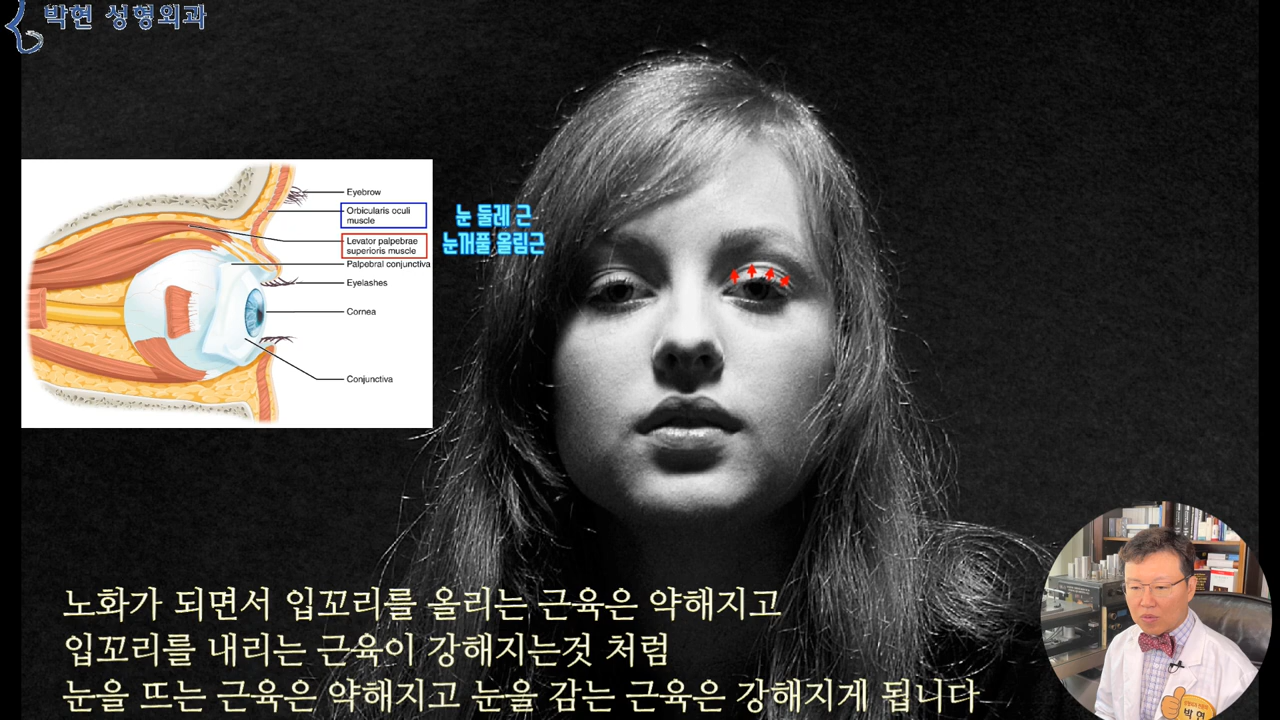 박현 성형외과
Eyebrow
Orbicularis oculi
muscle
Levator palpebrae
superioris muscle
Palpebral conjunctiva
Eyelashes
Cornea
Conjunctiva
눈 둘레 근
눈꺼풀 올림근
노화가 되면서 입꼬리를 올리는 근육은 약해지고
입꼬리를 내리는 근육이 강해지는것 처럼
눈을 뜨는 근육은 약해지고 눈을 감는 근육은 강해지게 됩니다
박현